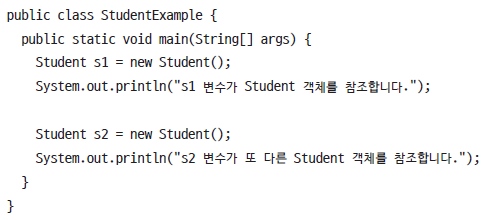 public class StudentExample {
  public static void main(String[] args) {
    Student s1 = new Student();
    System.out.println("s1 변수가 Student 객체를 참조합니다.");

    Student s2 = new Student();
    System.out.println("s2 변수가 또 다른 Student 객체를 참조합니다.");
  }
}